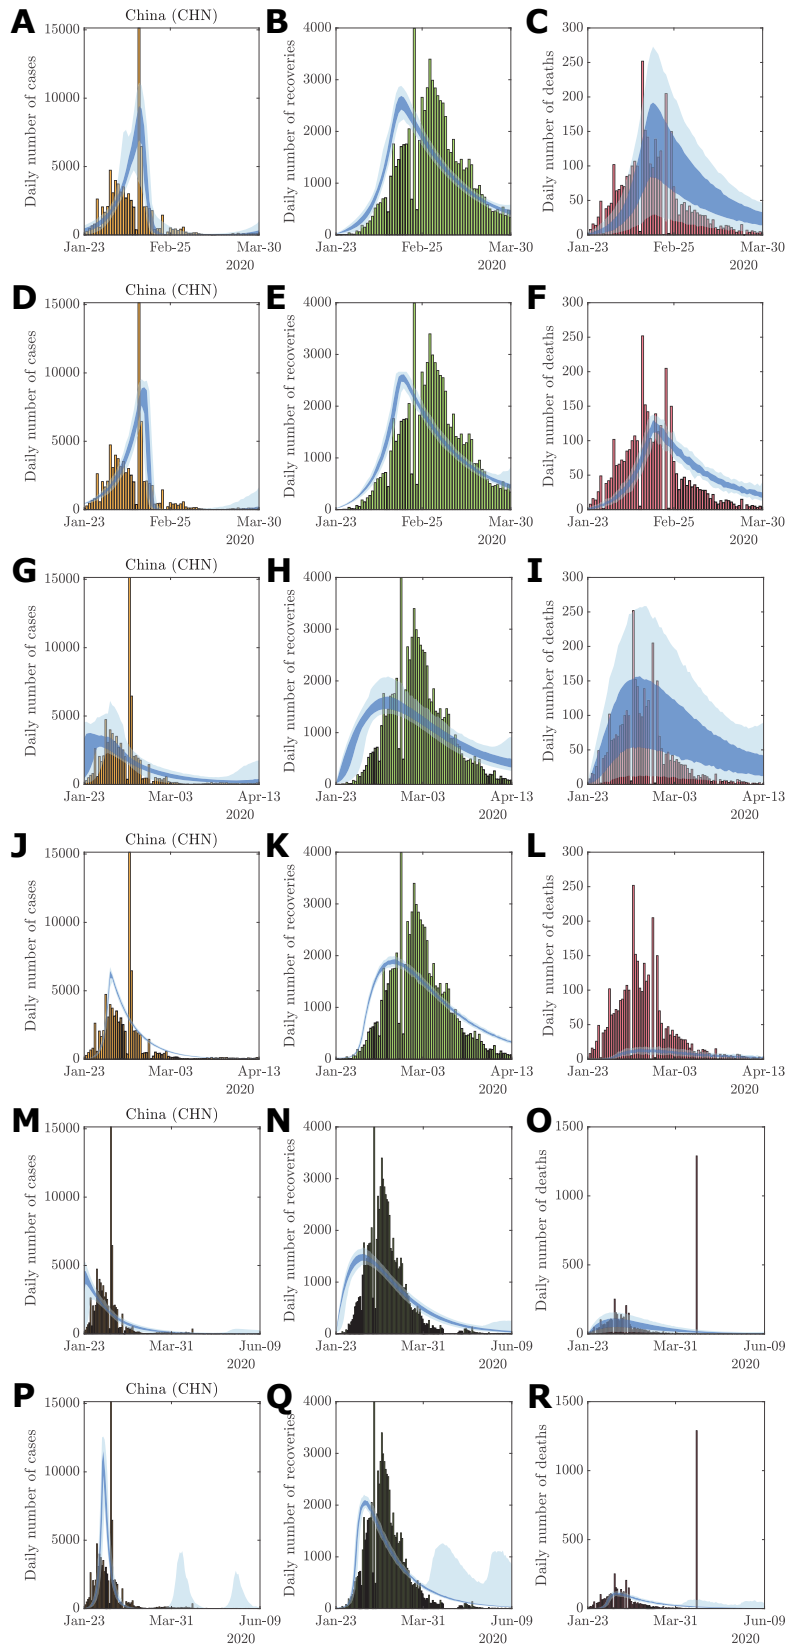 A
China (CHN)
Daily number of cases
15000
10000
5000
0
Jan-23
Feb-25
Mar-30
2020
B
Daily number of recoveries
4000
3000
2000
1000
0
Jan-23
Feb-25
Mar-30
2020
C
Daily number of deaths
300
250
200
150
100
50
0
Jan-23
Feb-25
Mar-30
2020
D
China (CHN)
Daily number of cases
15000
10000
5000
0
Jan-23
Feb-25
Mar-30
2020
E
Daily number of recoveries
4000
3000
2000
1000
0
Jan-23
Feb-25
Mar-30
2020
F
Daily number of deaths
300
250
200
150
100
50
0
Jan-23
Feb-25
Mar-30
2020
G
China (CHN)
Daily number of cases
15000
10000
5000
0
Jan-23
Mar-03
Apr-13
2020
H
Daily number of recoveries
4000
3000
2000
1000
0
Jan-23
Mar-03
Apr-13
2020
I
Daily number of deaths
300
250
200
150
100
50
0
Jan-23
Mar-03
Apr-13
2020
J
China (CHN)
Daily number of cases
15000
10000
5000
0
Jan-23
Mar-03
Apr-13
2020
K
Daily number of recoveries
4000
3000
2000
1000
0
Jan-23
Mar-03
Apr-13
2020
L
Daily number of deaths
300
250
200
150
100
50
0
Jan-23
Mar-03
Apr-13
2020
M
China (CHN)
Daily number of cases
15000
10000
5000
0
Jan-23
Mar-31
Jun-09
2020
N
Daily number of recoveries
4000
3000
2000
1000
0
Jan-23
Mar-31
Jun-09
2020
O
Daily number of deaths
1500
1000
500
0
Jan-23
Mar-31
Jun-09
2020
P
China (CHN)
Daily number of cases
15000
10000
5000
0
Jan-23
Mar-31
Jun-09
2020
Q
Daily number of recoveries
4000
3000
2000
1000
0
Jan-23
Mar-31
Jun-09
2020
R
Daily number of deaths
1500
1000
500
0
Jan-23
Mar-31
Jun-09
2020